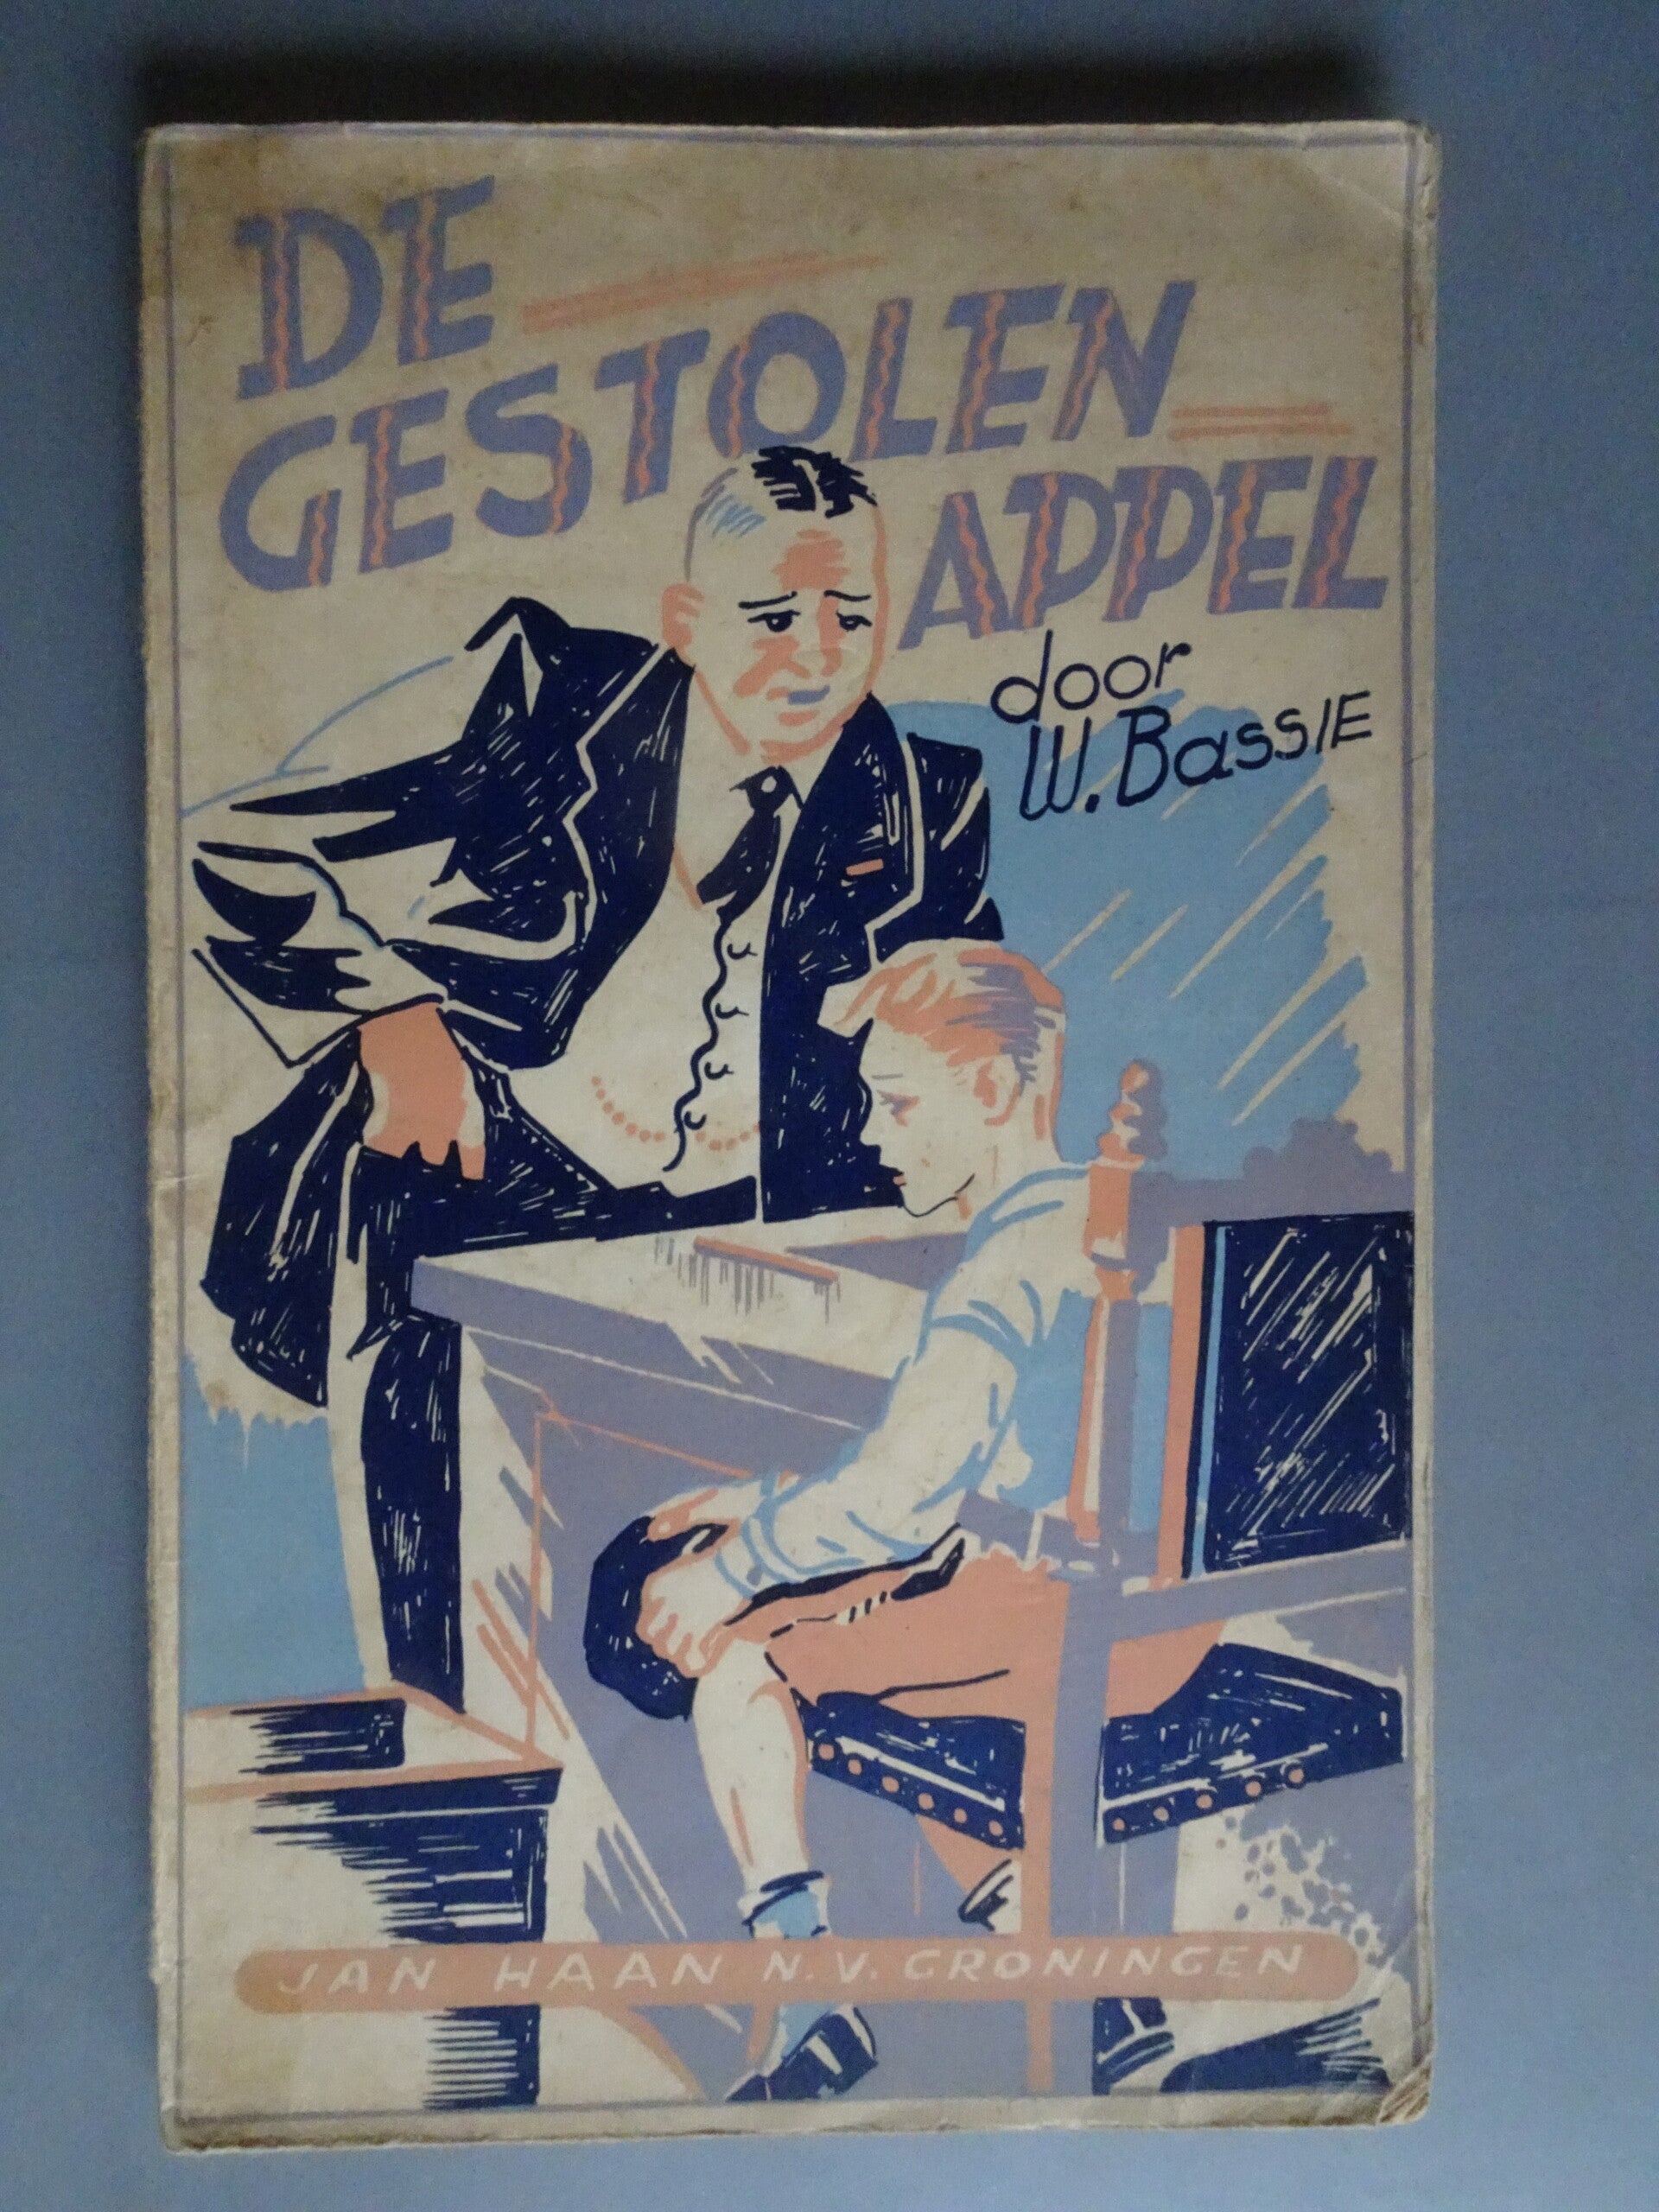 DE
GESTOLEN
APPEL
door
W. BassIE
JAN HAAN N.V. GRONINGEN